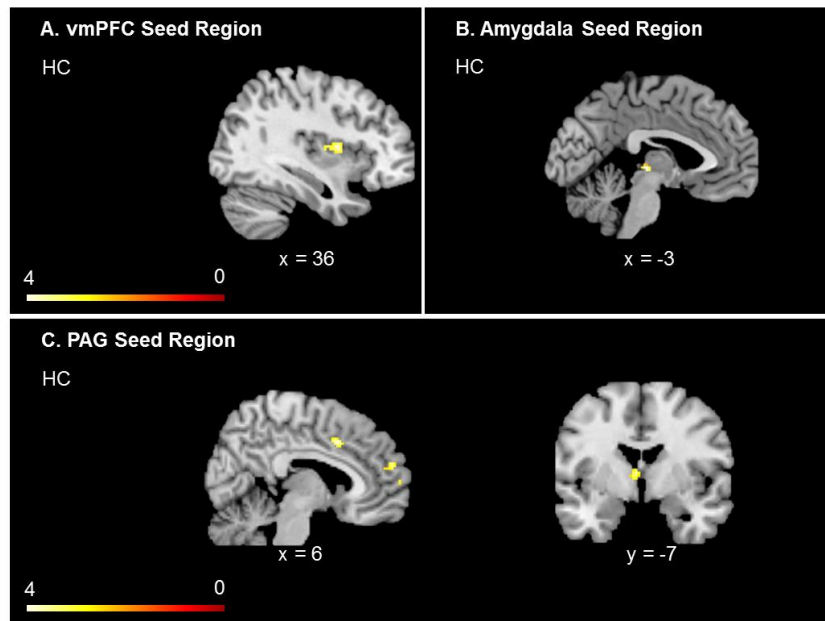 A. vmPFC Seed Region
HC
x = 36
4 0
B. Amygdala Seed Region
HC
x = -3
C. PAG Seed Region
HC
x = 6
y = -7
4 0